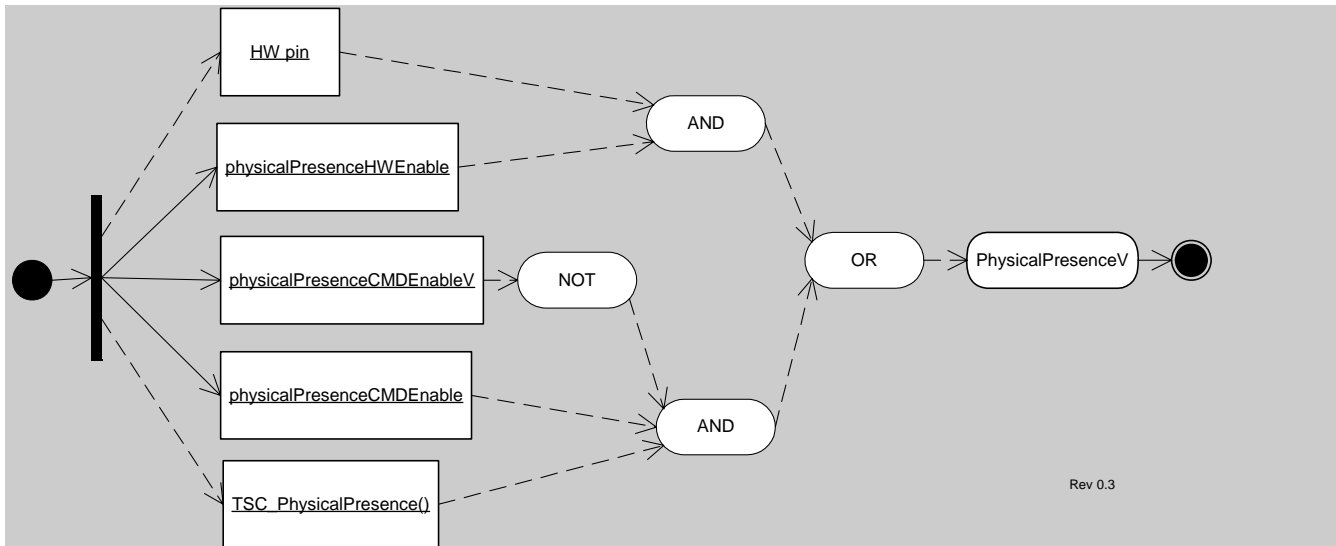 HW pin
AND
physicalPresenceHWEnable
physicalPresenceCMDEnableV
NOT
OR
PhysicalPresenceV
physicalPresenceCMDEnable
AND
TSC_PhysicalPresence()
Rev 0.3